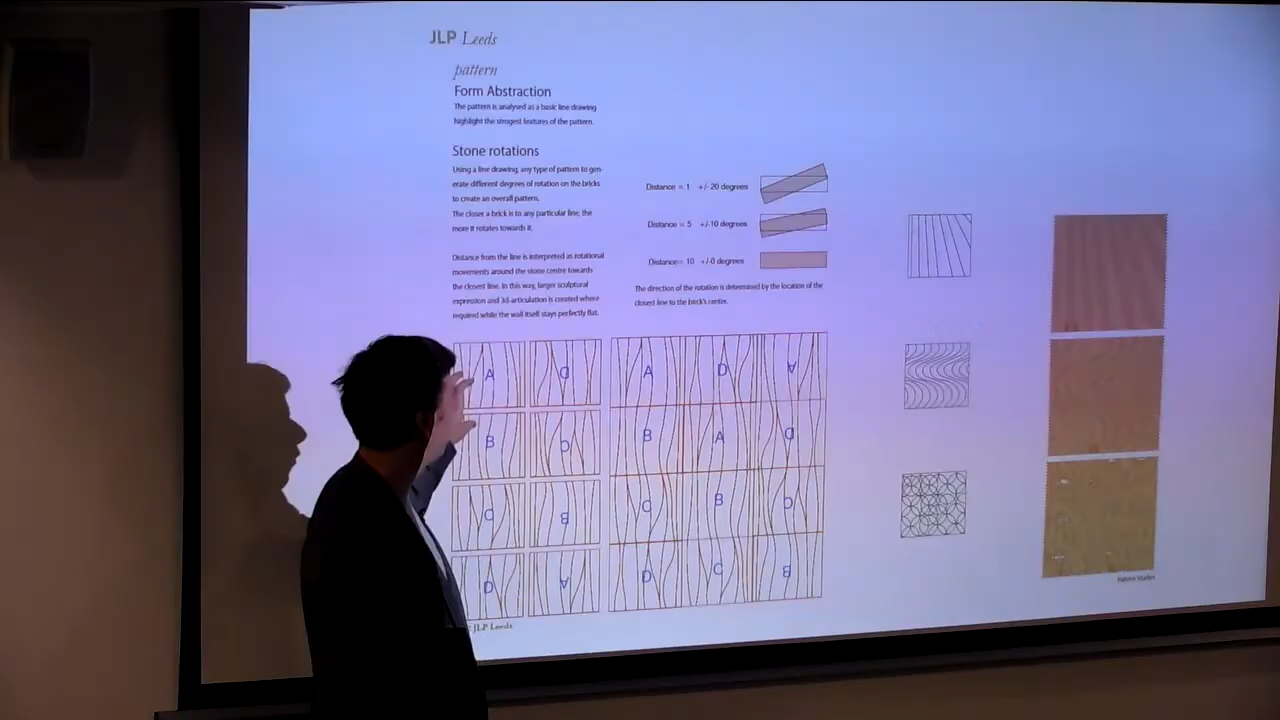 JLP Leeds
pattern
Form Abstraction
The pattern is analysed as a basic line drawing
highlight the strogest features of the pattern.
Stone rotations
Using a line drawing, any type of pattern to gen-
erate different degrees of rotation on the bricks
to create an overall pattern.
The closer a brick is to any particular line, the
more it rotates towards it.
Distance from the line is interpreted as rotational
movements around the stone centre towards
the closest line. In this way, larger sculptural
expression and 3d-articulation is created where
required while the wall itself stays perfectly flat.
Distance = 1 +/- 20 degrees
Distance = 5 +/-10 degrees
Distance = 10 +/-0 degrees
The direction of the rotation is determined by the location of the
closest line to the brick's centre.
A D
B C
C B
D A
A D A
B A D
C B C
D C B
JLP Leeds
Pattern Studies